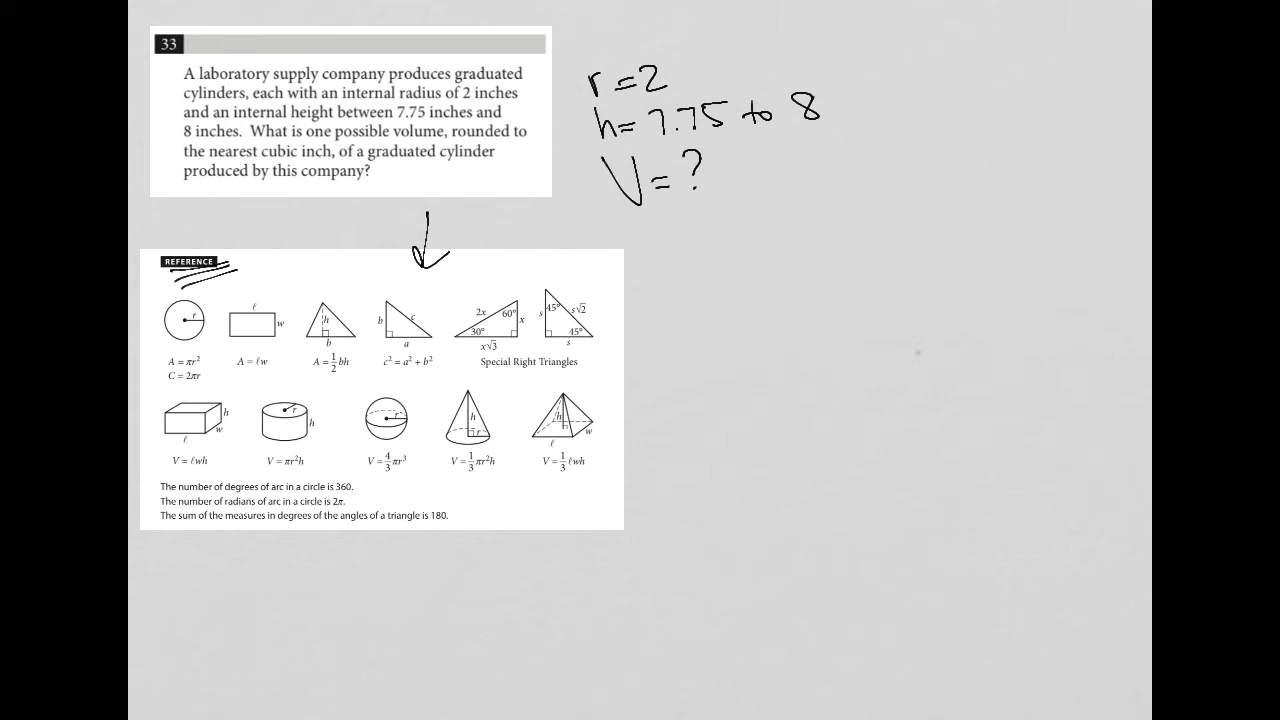 33
A laboratory supply company produces graduated
cylinders, each with an internal radius of 2 inches
and an internal height between 7.75 inches and
8 inches. What is one possible volume, rounded to
the nearest cubic inch, of a graduated cylinder
produced by this company?
r = 2
h = 7.75 to 8
V = ?
REFERENCE
r
ℓ
w
h
b
b
c
a
2x
60°
x
30°
x√3
s
45°
s√2
45°
s
A = πr²
C = 2πr
A = ℓw
A = 1/2 bh
c² = a² + b²
Special Right Triangles
h
w
ℓ
r
h
r
h
r
h
w
ℓ
V = ℓwh
V = πr²h
V = 4/3 πr³
V = 1/3 πr²h
V = 1/3 ℓwh
The number of degrees of arc in a circle is 360.
The number of radians of arc in a circle is 2π.
The sum of the measures in degrees of the angles of a triangle is 180.